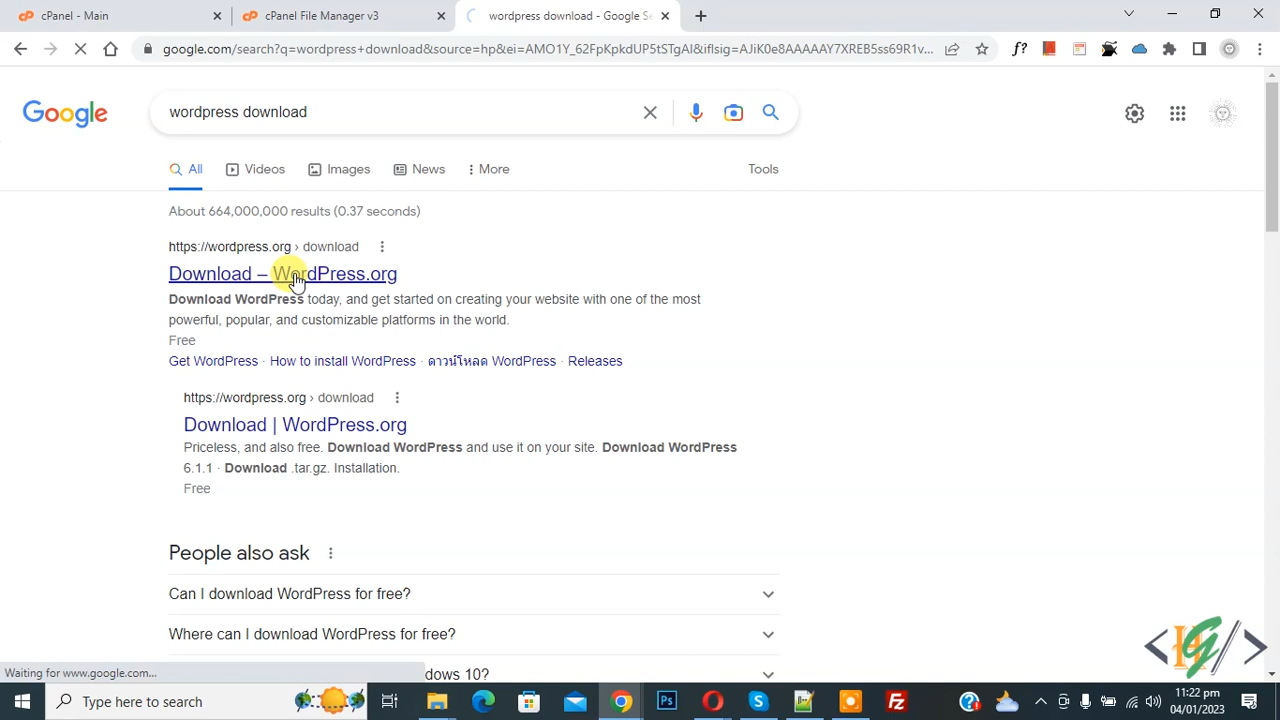 cPanel - Main
cPanel File Manager v3
wordpress download - Google Se
google.com/search?q=wordpress+download&source=hp&ei=AMO1Y_62FpKpkdUP5tSTgAI&iflsig=AJiK0e8AAAAAY7XREB5ss69R1v...
Google
wordpress download
All
Videos
Images
News
More
Tools
About 664,000,000 results (0.37 seconds)
https://wordpress.org › download
Download – WordPress.org
Download WordPress today, and get started on creating your website with one of the most
powerful, popular, and customizable platforms in the world.
Free
Get WordPress · How to install WordPress · ดาวน์โหลด WordPress · Releases
https://wordpress.org › download
Download | WordPress.org
Priceless, and also free. Download WordPress and use it on your site. Download WordPress
6.1.1 · Download .tar.gz. Installation.
Free
People also ask
Can I download WordPress for free?
Where can I download WordPress for free?
dows 10?
Waiting for www.google.com...
Type here to search
11:22 pm
04/01/2023